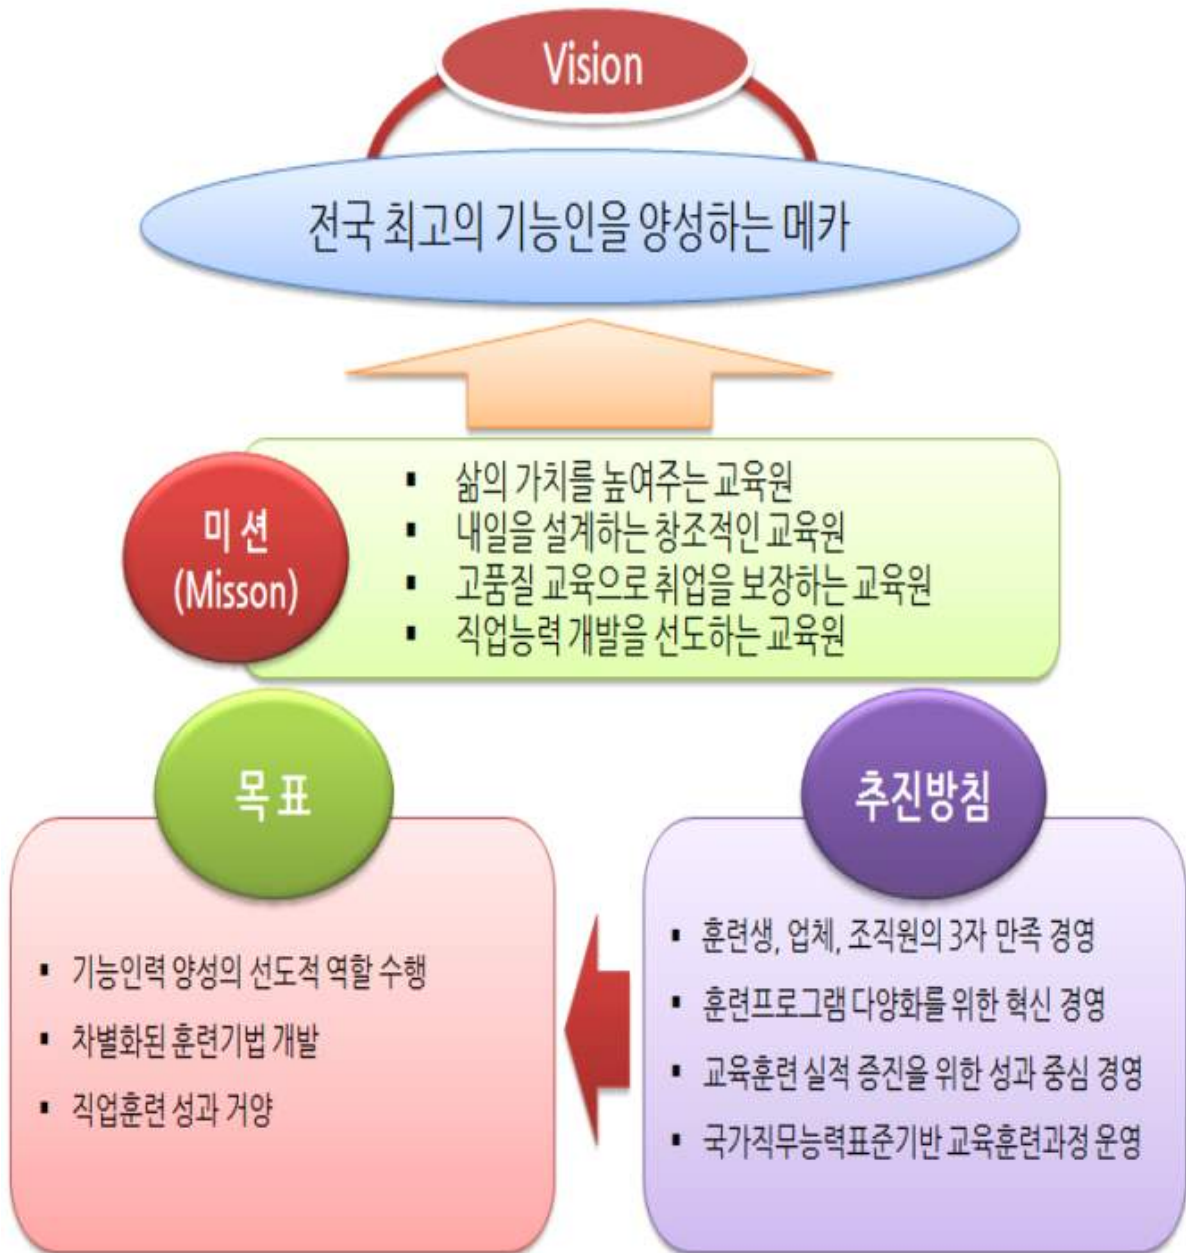 Vision
전국 최고의 기능인을 양성하는 메카
미 션
(Misson)
▪ 삶의 가치를 높여주는 교육원
▪ 내일을 설계하는 창조적인 교육원
▪ 고품질 교육으로 취업을 보장하는 교육원
▪ 직업능력 개발을 선도하는 교육원
목 표
▪ 기능인력 양성의 선도적 역할 수행
▪ 차별화된 훈련기법 개발
▪ 직업훈련 성과 거양
추진방침
▪ 훈련생, 업체, 조직원의 3자 만족 경영
▪ 훈련프로그램 다양화를 위한 혁신 경영
▪ 교육훈련 실적 증진을 위한 성과 중심 경영
▪ 국가직무능력표준기반 교육훈련과정 운영